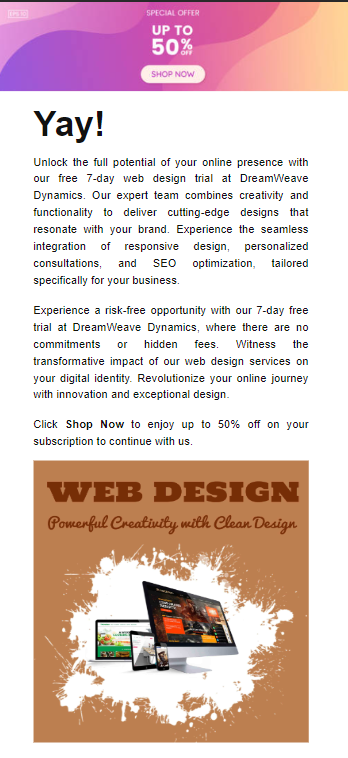 SPECIAL OFFER
UP TO
50% OFF
SHOP NOW
Yay!
Unlock the full potential of your online presence with
our free 7-day web design trial at DreamWeave
Dynamics. Our expert team combines creativity and
functionality to deliver cutting-edge designs that
resonate with your brand. Experience the seamless
integration of responsive design, personalized
consultations, and SEO optimization, tailored
specifically for your business.
Experience a risk-free opportunity with our 7-day free
trial at DreamWeave Dynamics, where there are no
commitments or hidden fees. Witness the
transformative impact of our web design services on
your digital identity. Revolutionize your online journey
with innovation and exceptional design.
Click Shop Now to enjoy up to 50% off on your
subscription to continue with us.
WEB DESIGN
Powerful Creativity with Clean Design